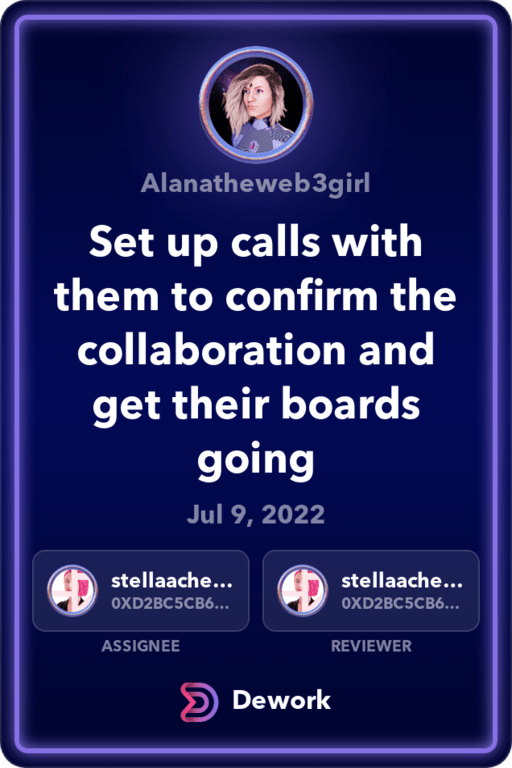 Alanatheweb3girl
Set up calls with
them to confirm the
collaboration and
get their boards
going
Jul 9, 2022
stellaache...
0XD2BC5CB6...
ASSIGNEE
stellaache...
0XD2BC5CB6...
REVIEWER
Dework